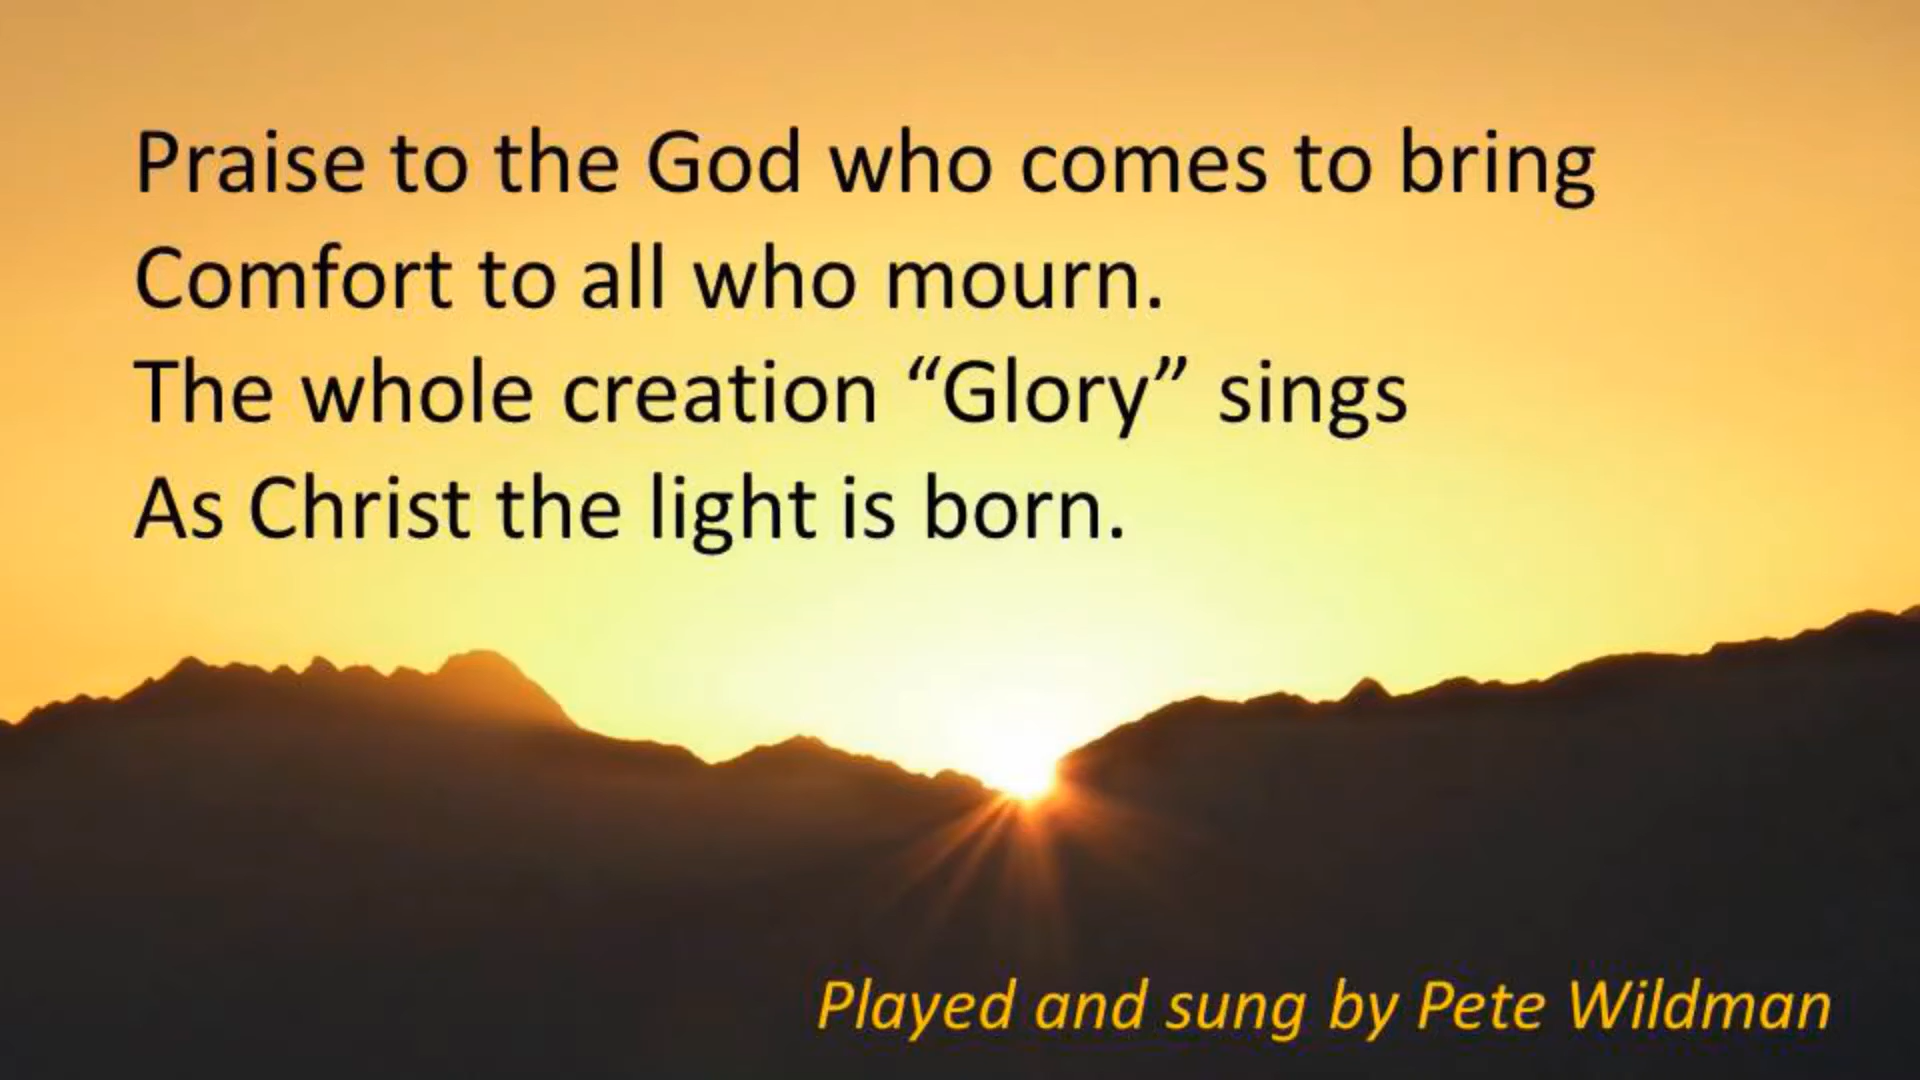 Praise to the God who comes to bring
Comfort to all who mourn.
The whole creation “Glory” sings
As Christ the light is born.
Played and sung by Pete Wildman